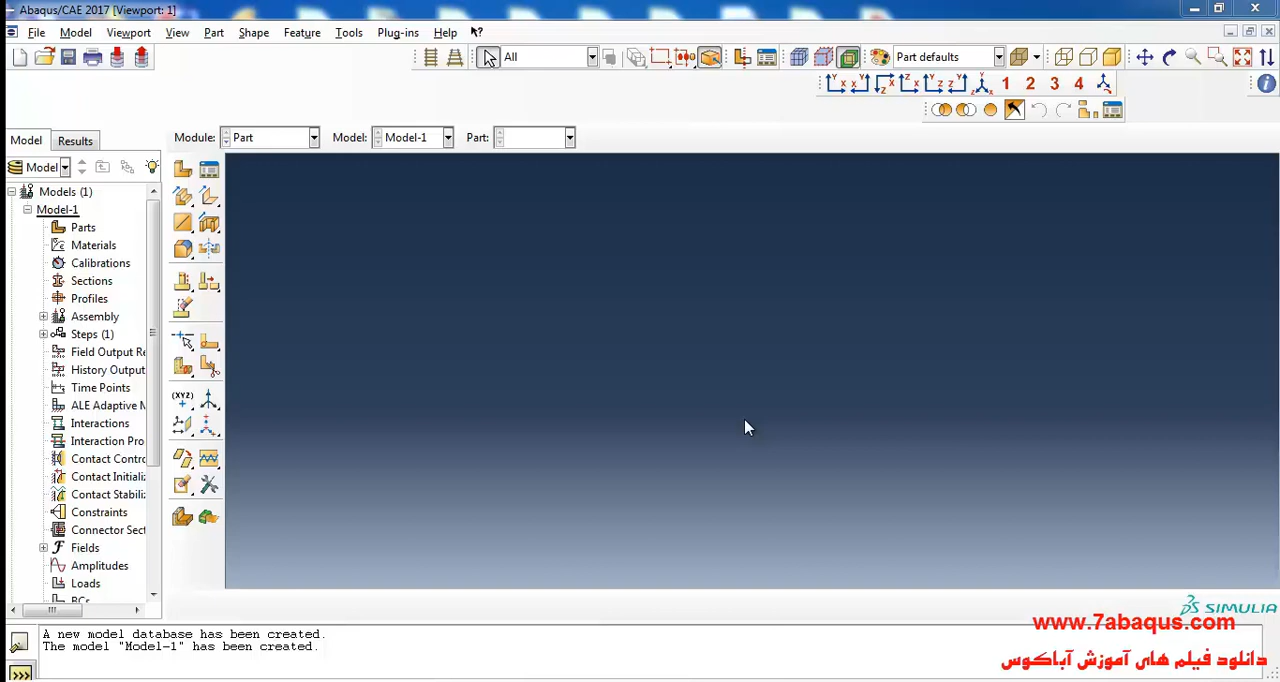 Abaqus/CAE 2017 [Viewport: 1]
File Model Viewport View Part Shape Feature Tools Plug-ins Help
All
Part defaults
1 2 3 4
Model Results
Module: Part Model: Model-1 Part:
Model
Models (1)
Model-1
Parts
Materials
Calibrations
Sections
Profiles
Assembly
Steps (1)
Field Output Re
History Output
Time Points
ALE Adaptive M
Interactions
Interaction Pro
Contact Contro
Contact Initializ
Contact Stabiliz
Constraints
Connector Sect
Fields
Amplitudes
Loads
BCs
SIMULIA
A new model database has been created.
The model "Model-1" has been created.
www.7abaqus.com
دانلود فیلم های آموزش آباکوس